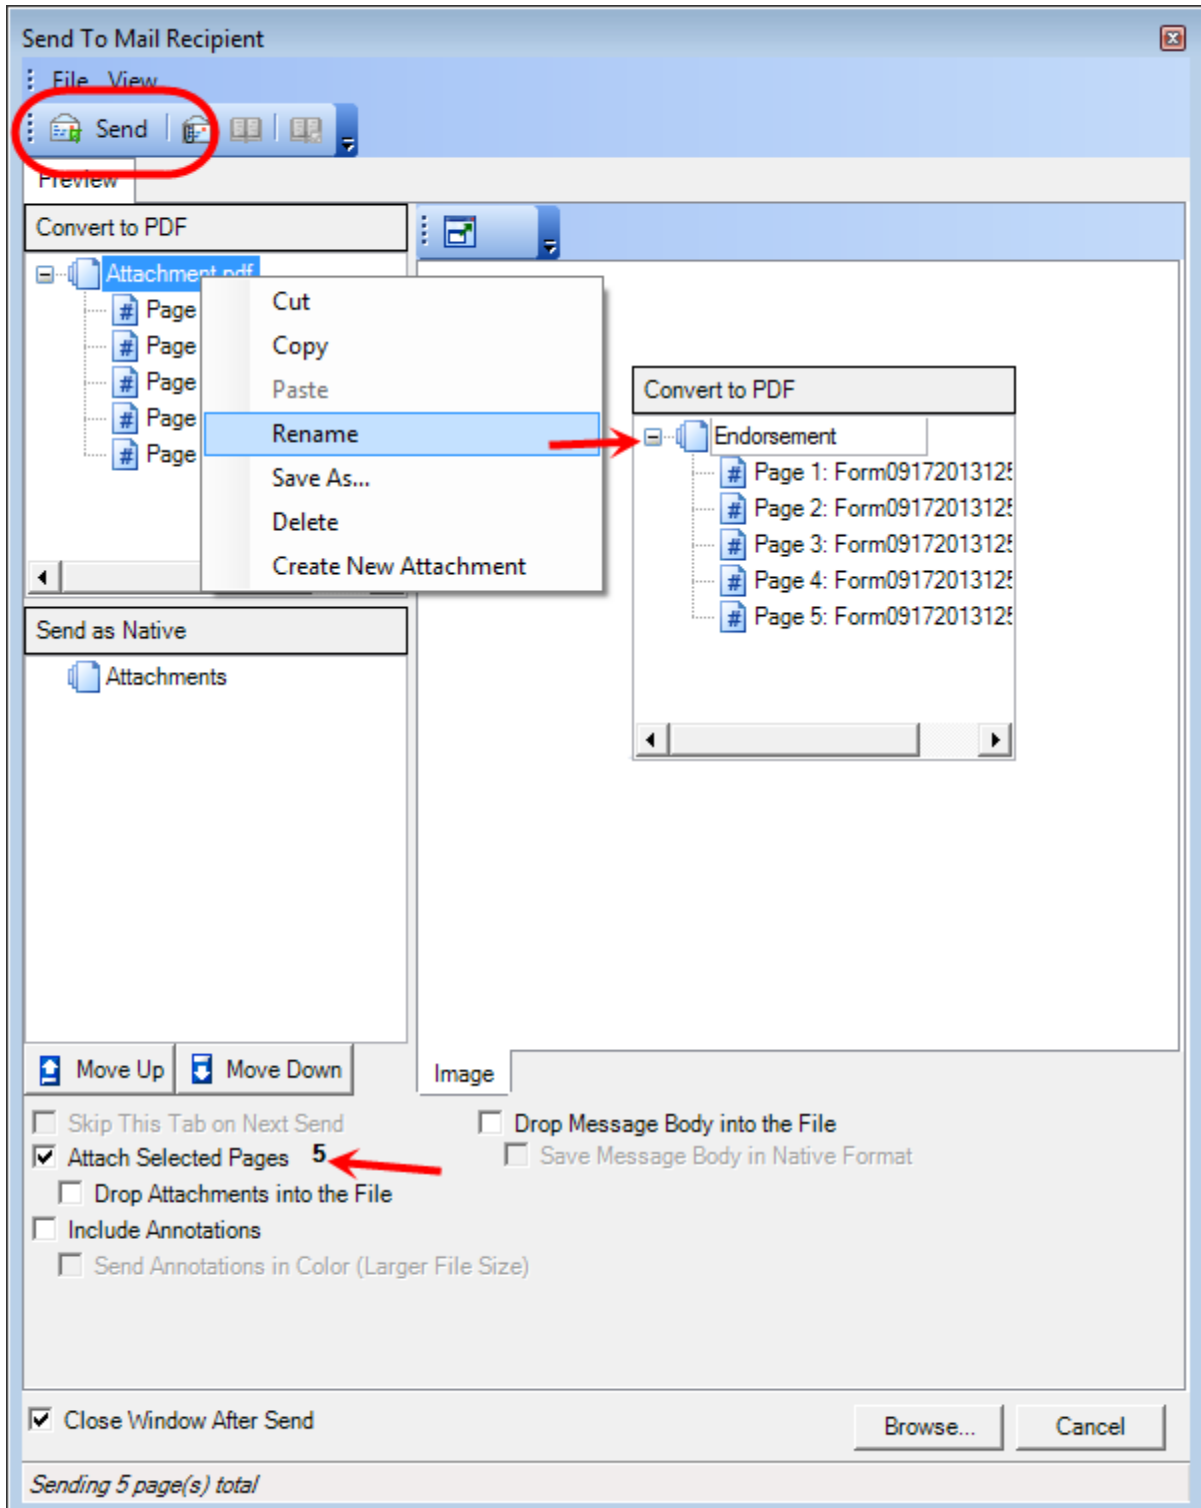 Send To Mail Recipient
File View
Send
Preview
Convert to PDF
Attachment.pdf
Page
Page
Page
Page
Page
Cut
Copy
Paste
Rename
Save As...
Delete
Create New Attachment
Convert to PDF
Endorsement
Page 1: Form0917201312
Page 2: Form0917201312
Page 3: Form0917201312
Page 4: Form0917201312
Page 5: Form0917201312
Send as Native
Attachments
Move Up Move Down
Image
Skip This Tab on Next Send
Drop Message Body into the File
Attach Selected Pages 5
Save Message Body in Native Format
Drop Attachments into the File
Include Annotations
Send Annotations in Color (Larger File Size)
Close Window After Send
Browse... Cancel
Sending 5 page(s) total